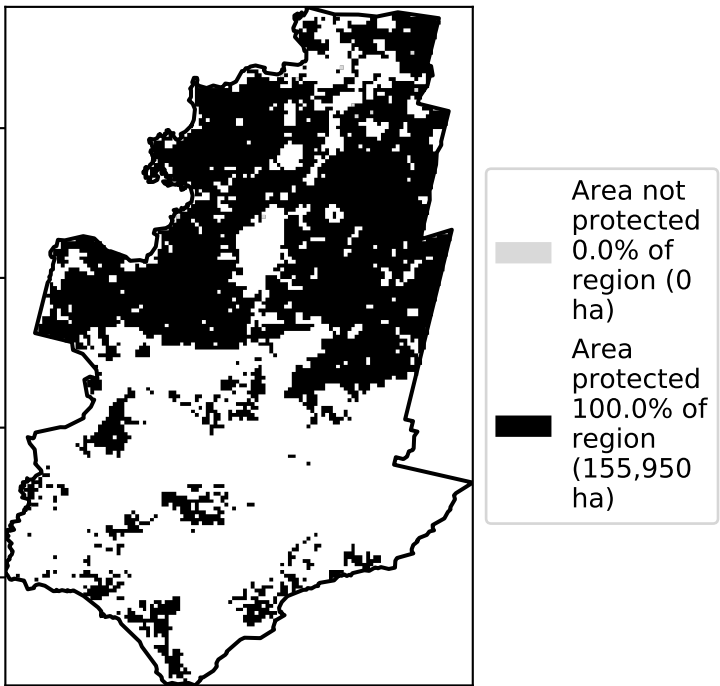 Area not
protected
0.0% of
region (0
ha)
Area
protected
100.0% of
region
(155,950
ha)